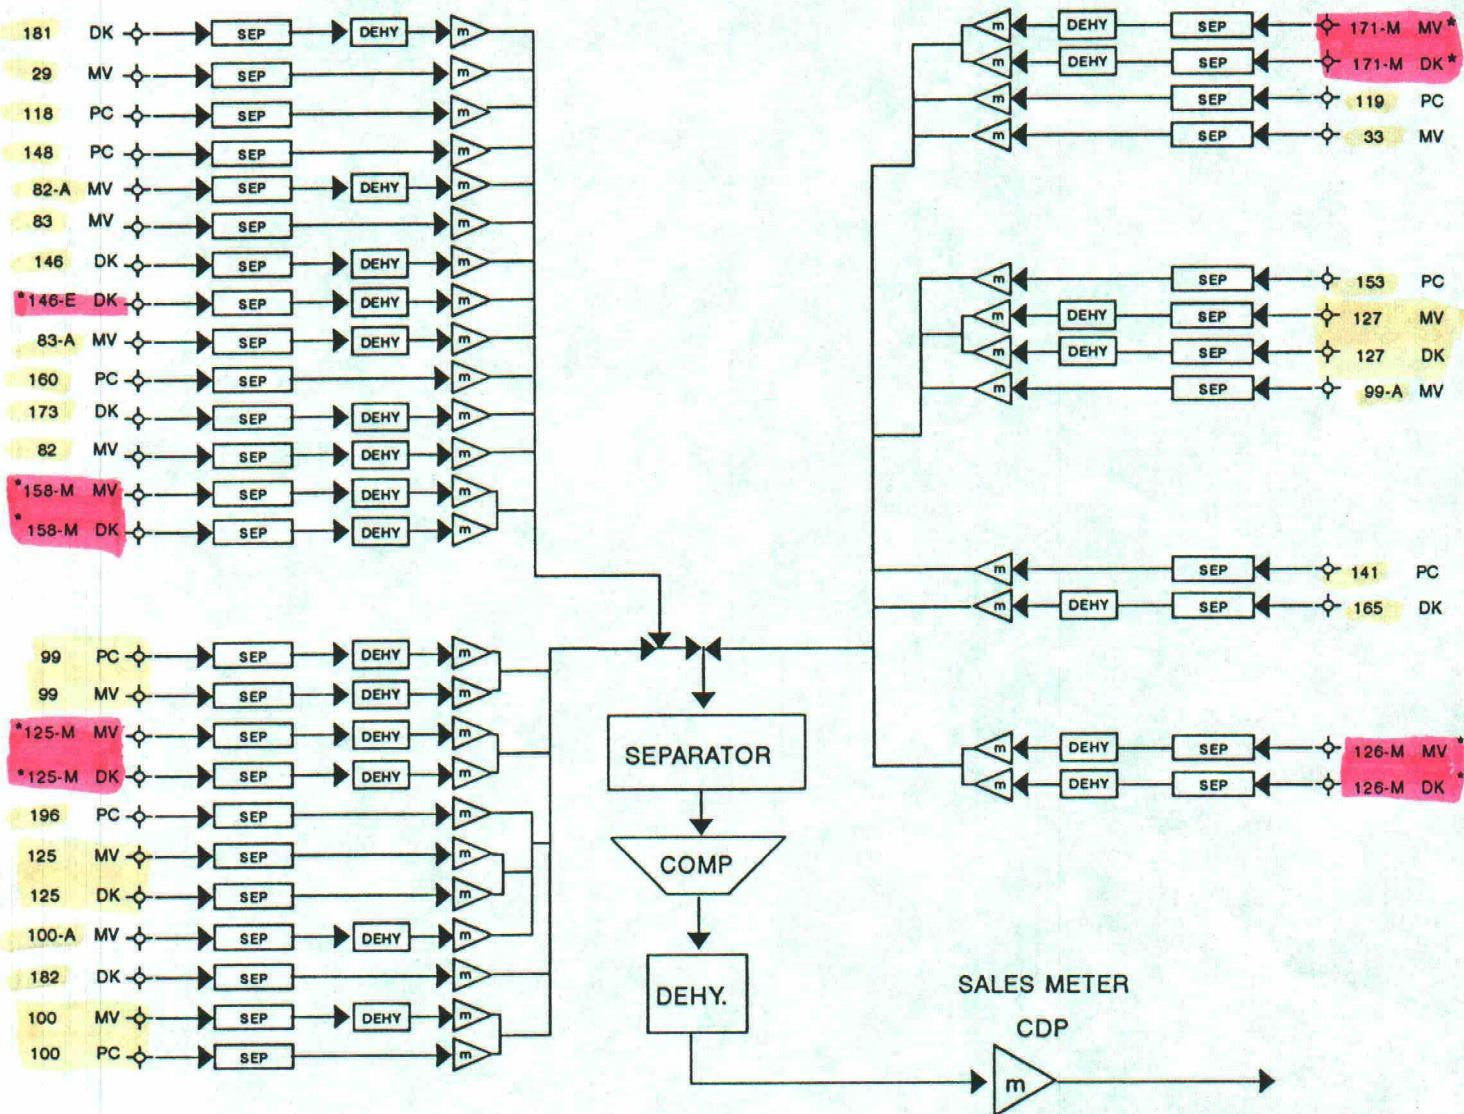 181 DK SEP DEHY m
29 MV SEP m
118 PC SEP m
148 PC SEP m
82-A MV SEP DEHY m
83 MV SEP m
146 DK SEP DEHY m
*146-E DK SEP DEHY m
83-A MV SEP DEHY m
160 PC SEP m
173 DK SEP DEHY m
82 MV SEP DEHY m
*158-M MV SEP DEHY m
*158-M DK SEP DEHY m
99 PC SEP DEHY m
99 MV SEP DEHY m
*125-M MV SEP DEHY m
*125-M DK SEP DEHY m
196 PC SEP m
125 MV SEP m
125 DK SEP m
100-A MV SEP DEHY m
182 DK SEP m
100 MV SEP DEHY m
100 PC SEP m
m DEHY SEP 171-M MV*
m DEHY SEP 171-M DK*
m SEP 119 PC
m SEP 33 MV
m SEP 153 PC
m DEHY SEP 127 MV
m DEHY SEP 127 DK
m SEP 99-A MV
m SEP 141 PC
m DEHY SEP 165 DK
m DEHY SEP 126-M MV*
m DEHY SEP 126-M DK*
SEPARATOR
COMP
DEHY.
SALES METER
CDP
m